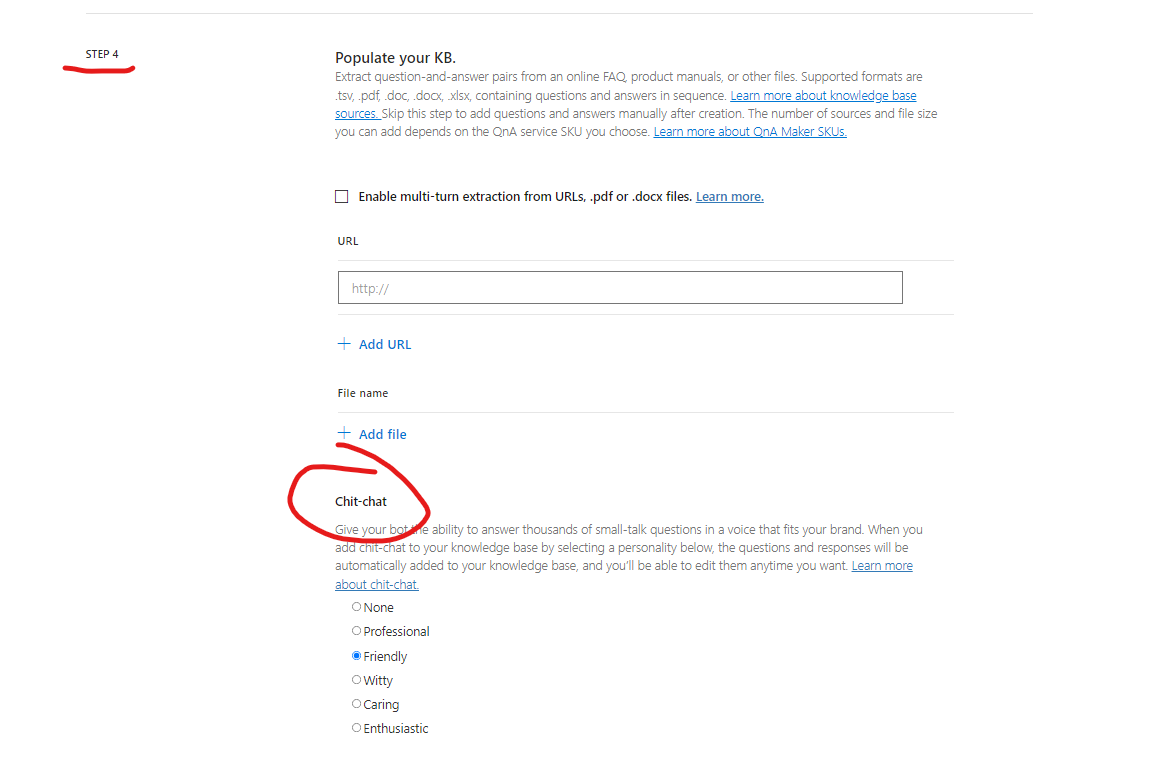 STEP 4
Populate your KB.
Extract question-and-answer pairs from an online FAQ, product manuals, or other files. Supported formats are
.tsv, .pdf, .doc, .docx, .xlsx, containing questions and answers in sequence. Learn more about knowledge base
sources. Skip this step to add questions and answers manually after creation. The number of sources and file size
you can add depends on the QnA service SKU you choose. Learn more about QnA Maker SKUs.
Enable multi-turn extraction from URLs, .pdf or .docx files. Learn more.
URL
http://
Add URL
File name
Add file
Chit-chat
Give your bot the ability to answer thousands of small-talk questions in a voice that fits your brand. When you
add chit-chat to your knowledge base by selecting a personality below, the questions and responses will be
automatically added to your knowledge base, and you'll be able to edit them anytime you want. Learn more
about chit-chat.
None
Professional
Friendly
Witty
Caring
Enthusiastic